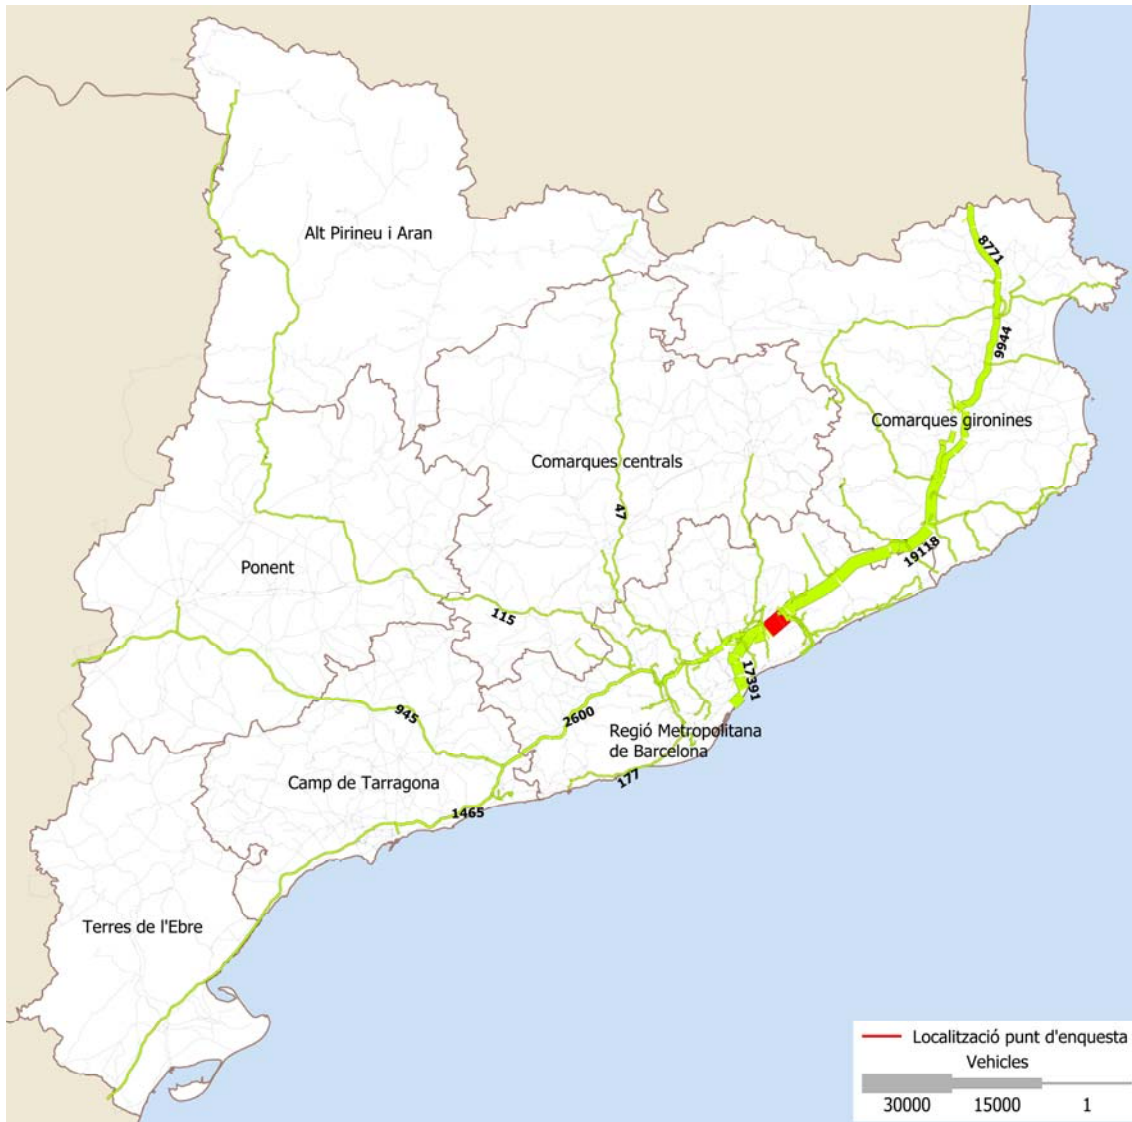 8771
Alt Pirineu i Aran
9944
Comarques gironines
Comarques centrals
47
19118
Ponent
115
17391
945
2600
Regió Metropolitana
de Barcelona
177
Camp de Tarragona
1465
Terres de l'Ebre
Localització punt d'enquesta
Vehicles
30000 15000 1